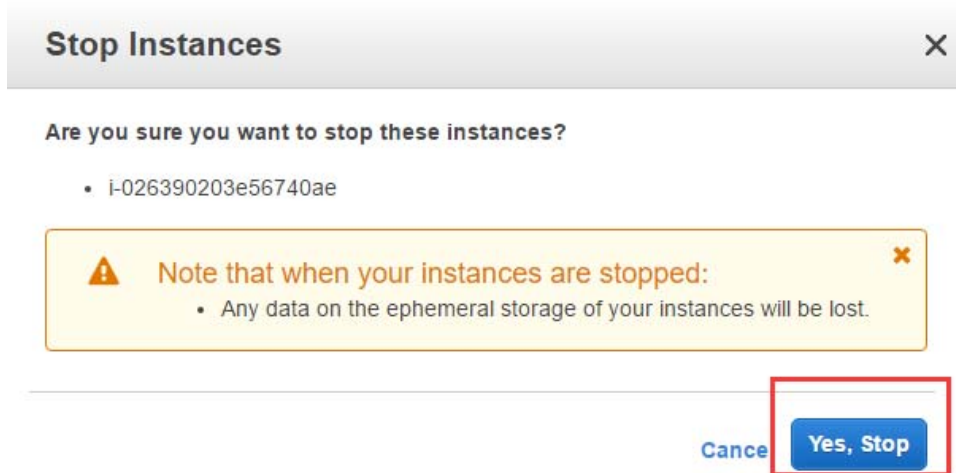 Stop Instances
Are you sure you want to stop these instances?
• i-026390203e56740ae
Note that when your instances are stopped:
• Any data on the ephemeral storage of your instances will be lost.
Cance
Yes, Stop